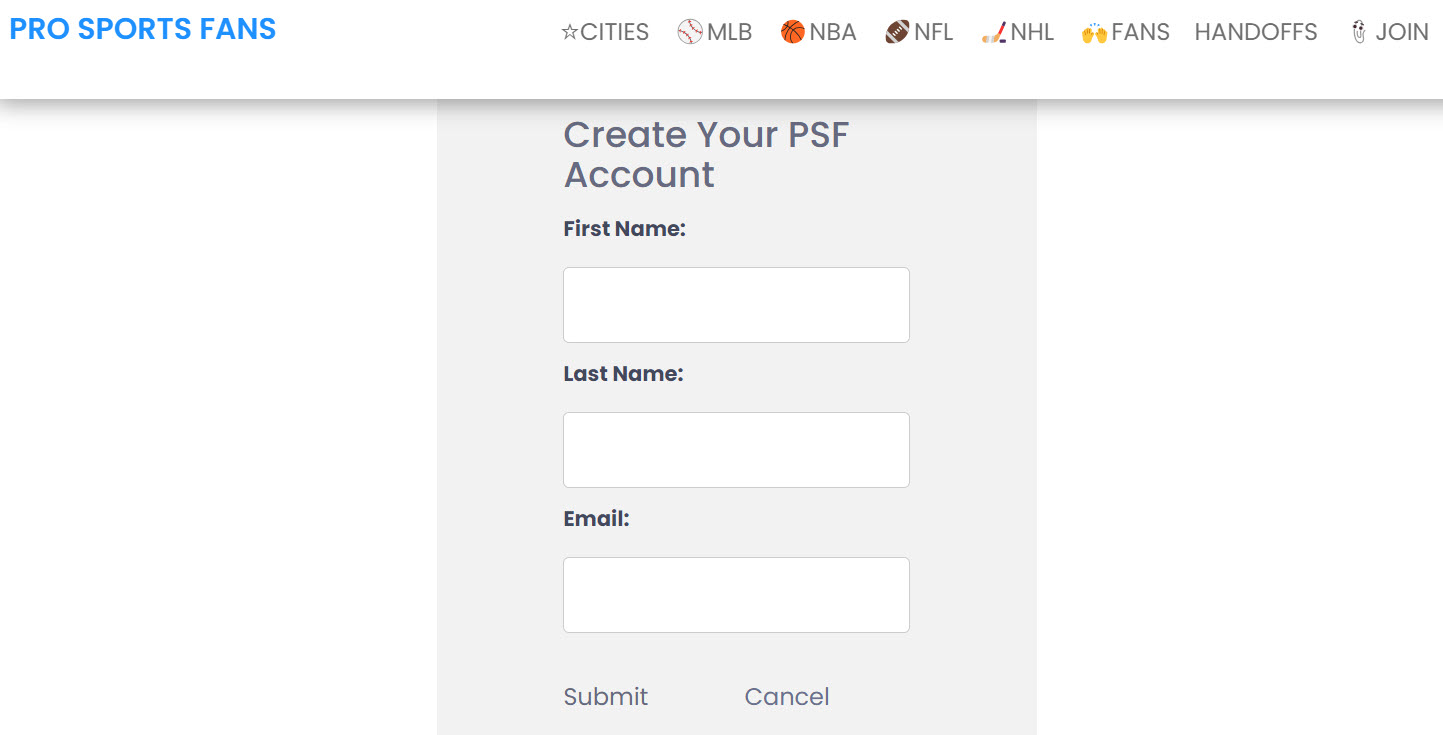 PRO SPORTS FANS
☆CITIES ⚾MLB 🏀NBA 🏈NFL 🏒NHL 🙌FANS HANDOFFS JOIN
Create Your PSF
Account
First Name:
Last Name:
Email:
Submit Cancel